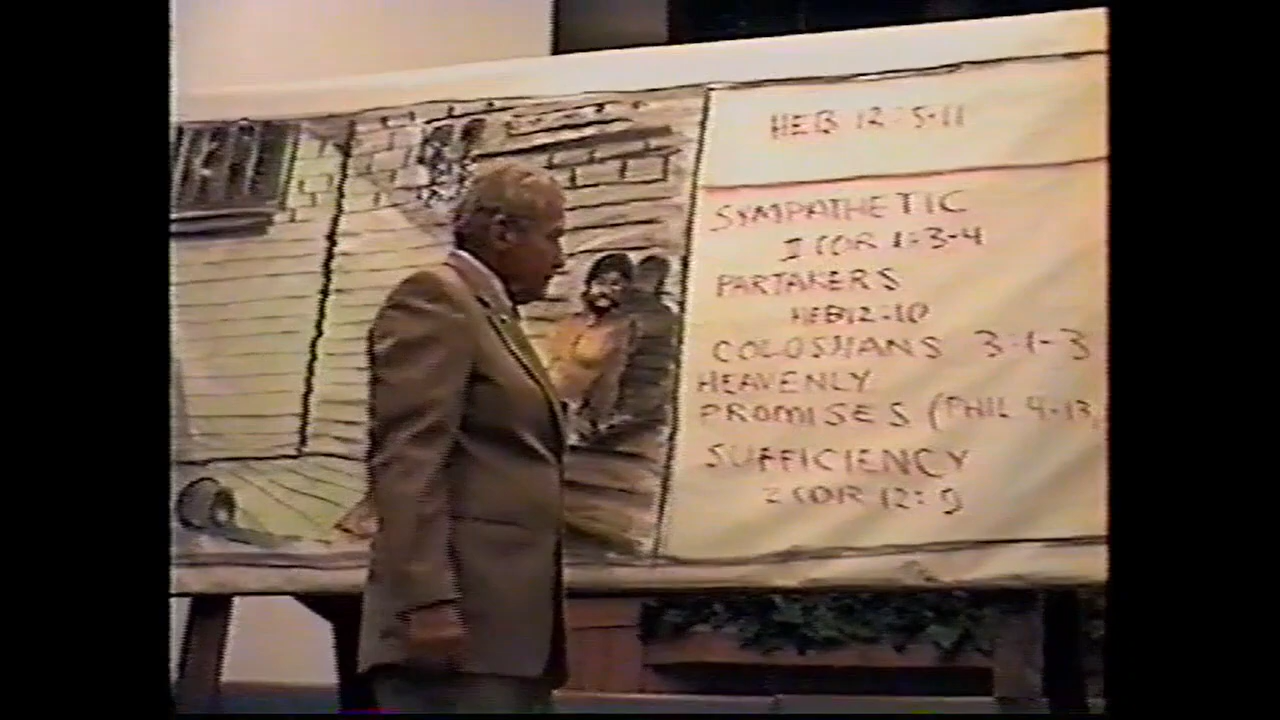 HEB 12:5-11
SYMPATHETIC
I COR 1:3-4
PARTAKERS
HEB 12-10
COLOSHANS 3:1-3
HEAVENLY
PROMISES (PHIL 4-13,
SUFFICIENCY
2 COR 12:9